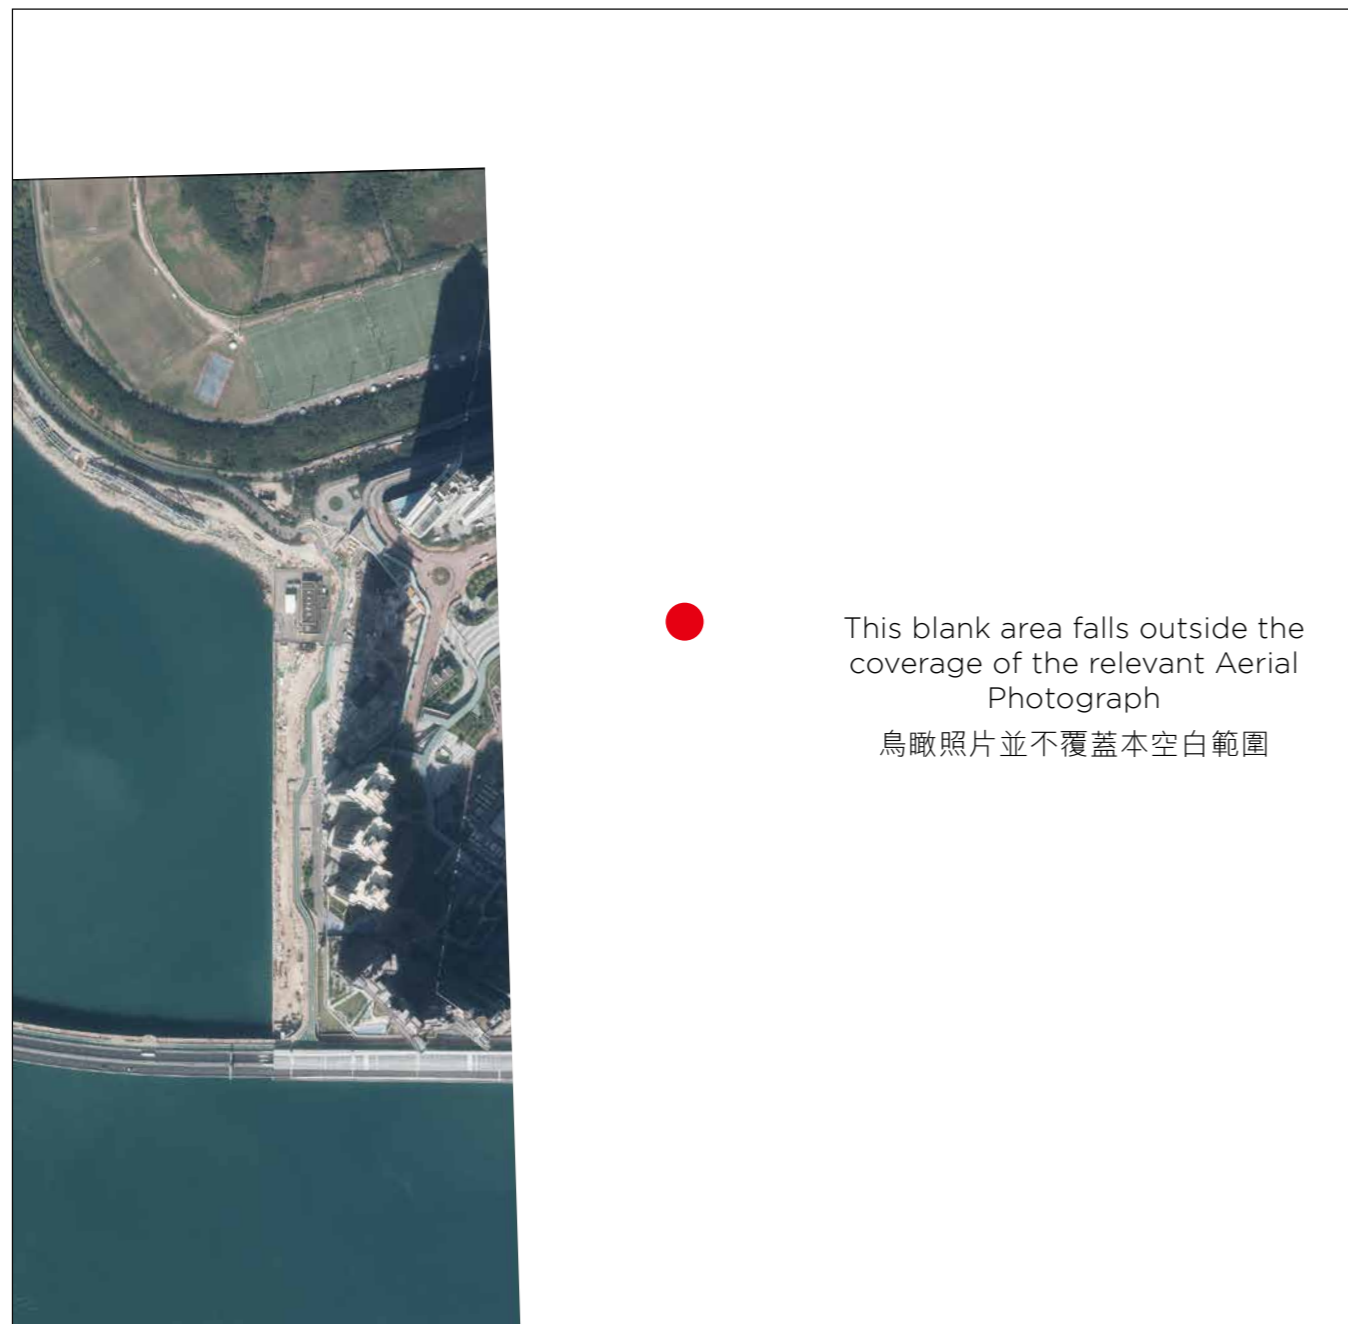 This blank area falls outside the
coverage of the relevant Aerial
Photograph
鳥瞰照片並不覆蓋本空白範圍